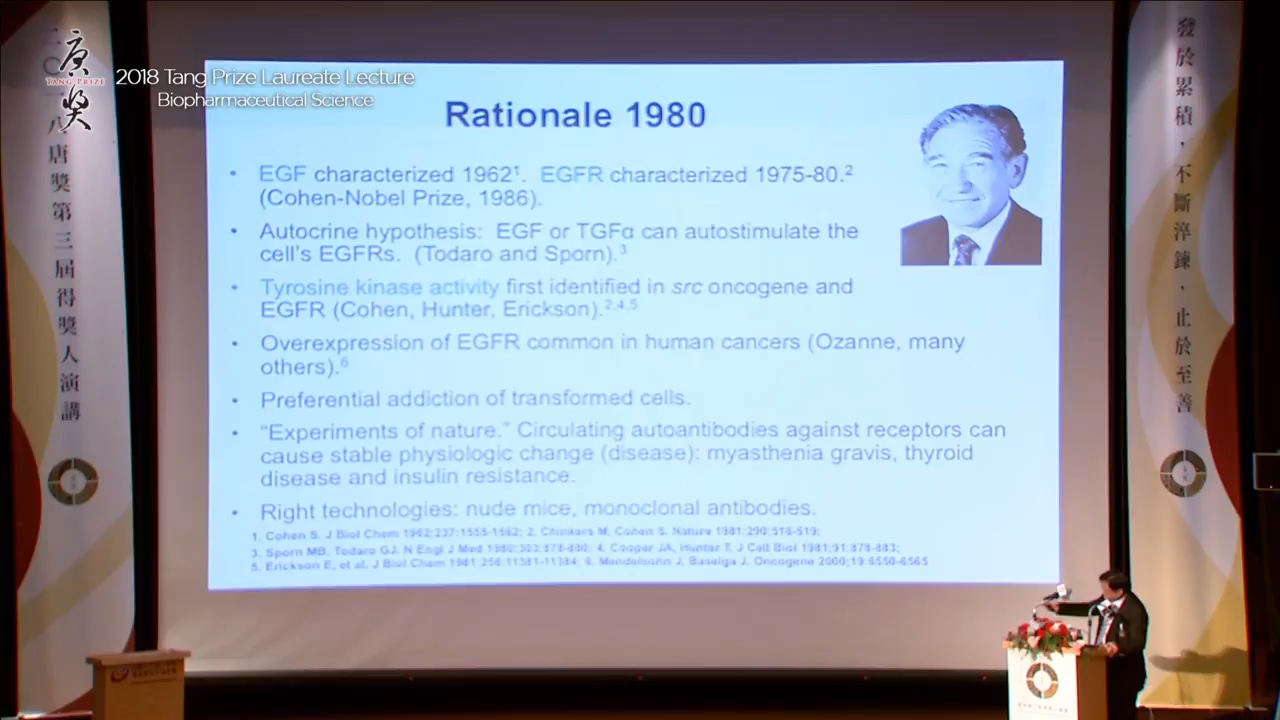 2018 Tang Prize Laureate Lecture
Biopharmaceutical Science
唐獎
TANG PRIZE
二〇一八唐獎第三屆得獎人演講
Rationale 1980
• EGF characterized 1962¹. EGFR characterized 1975-80.²
(Cohen-Nobel Prize, 1986).
• Autocrine hypothesis: EGF or TGFα can autostimulate the
cell's EGFRs. (Todaro and Sporn).³
• Tyrosine kinase activity first identified in src oncogene and
EGFR (Cohen, Hunter, Erickson).²,⁴,⁵
• Overexpression of EGFR common in human cancers (Ozanne, many
others).⁶
• Preferential addiction of transformed cells.
• “Experiments of nature.” Circulating autoantibodies against receptors can
cause stable physiologic change (disease): myasthenia gravis, thyroid
disease and insulin resistance.
• Right technologies: nude mice, monoclonal antibodies.
1. Cohen S. J Biol Chem 1962;237:1555-1562; 2. Chinkers M, Cohen S. Nature 1981;290:516-519;
3. Sporn MB, Todaro GJ. N Engl J Med 1980;303:878-880; 4. Cooper JA, Hunter T. J Cell Biol 1981;91:878-883;
5. Erickson E, et al. J Biol Chem 1981;256:11381-11384; 6. Mendelsohn J, Baselga J. Oncogene 2000;19:6550-6565
發於累積，不斷淬鍊，止於至善